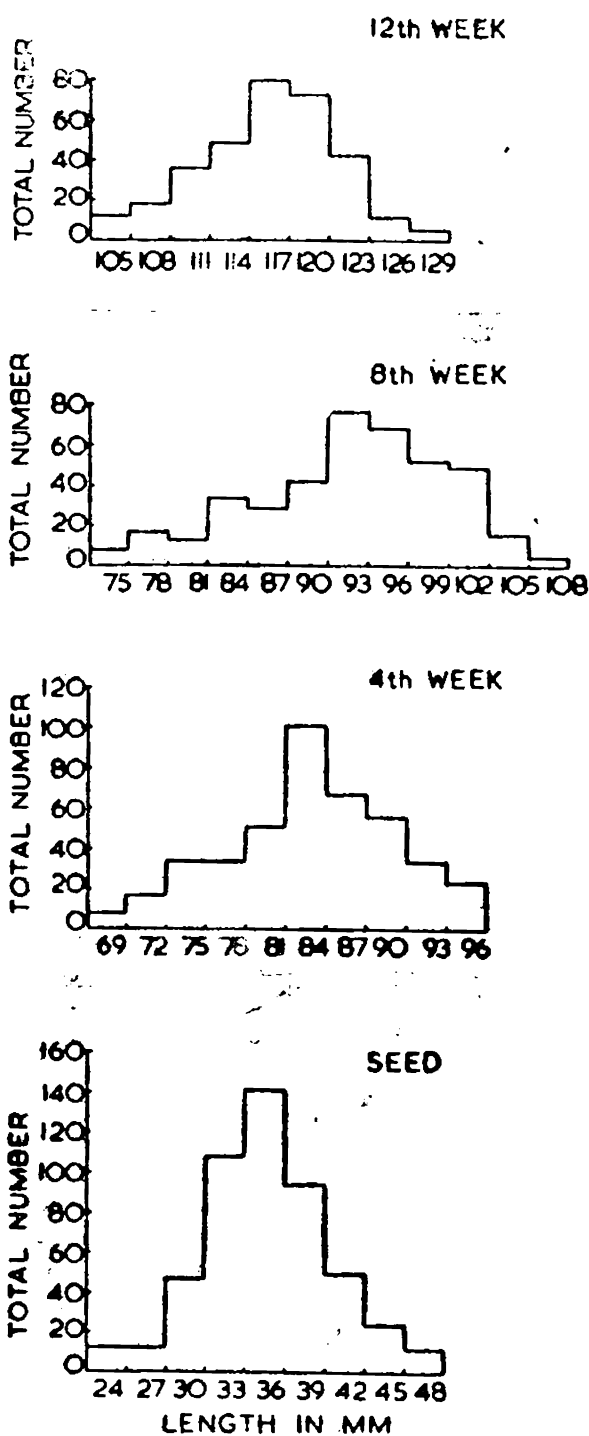 12th WEEK
TOTAL NUMBER
80
60
40
20
0
105 108 111 114 117 120 123 126 129
8th WEEK
TOTAL NUMBER
80
60
40
20
0
75 78 81 84 87 90 93 96 99 102 105 108
4th WEEK
TOTAL NUMBER
120
100
80
60
40
20
0
69 72 75 78 81 84 87 90 93 96
SEED
TOTAL NUMBER
160
140
120
100
80
60
40
20
0
24 27 30 33 36 39 42 45 48
LENGTH IN MM